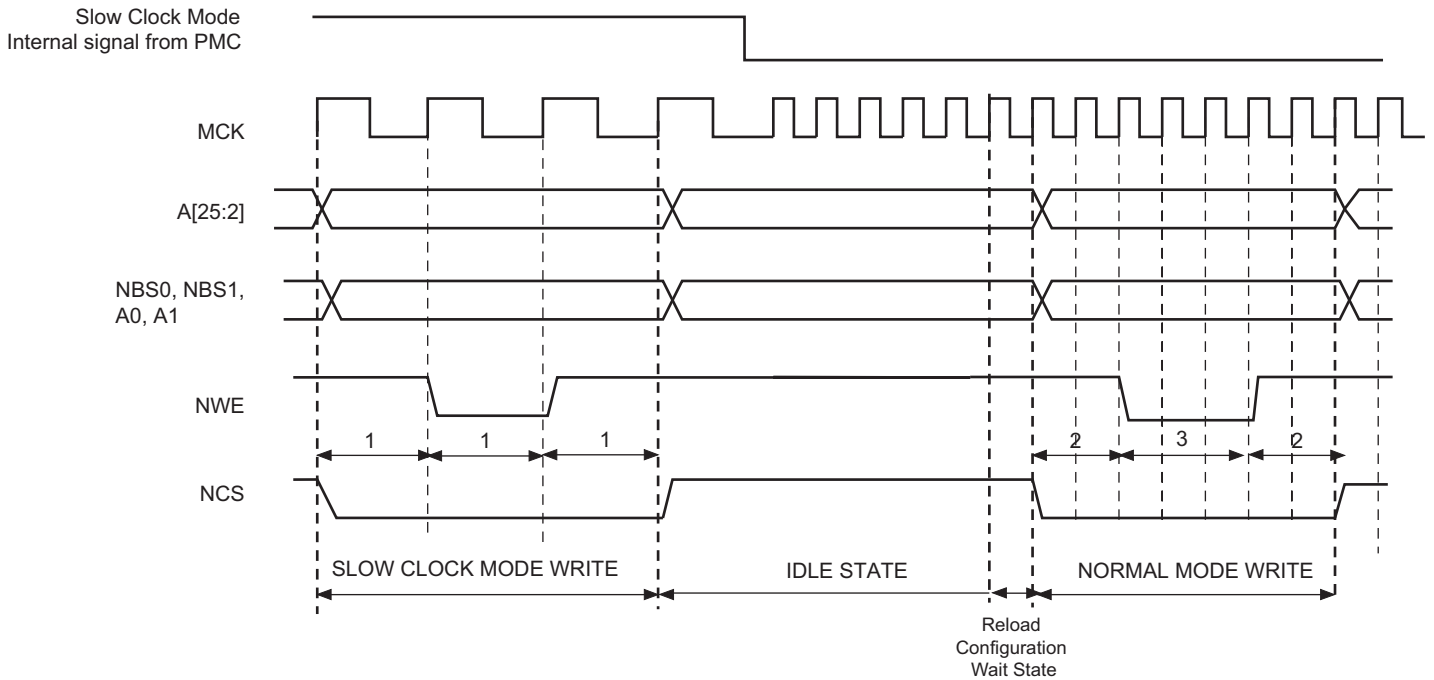 Slow Clock Mode
Internal signal from PMC
MCK
A[25:2]
NBS0, NBS1,
A0, A1
NWE
1 1 1 2 3 2
NCS
SLOW CLOCK MODE WRITE IDLE STATE NORMAL MODE WRITE
Reload
Configuration
Wait State